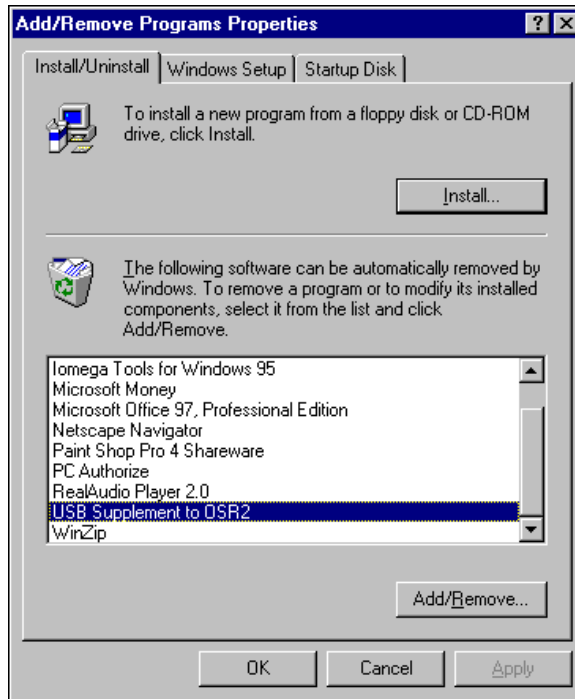 Add/Remove Programs Properties
Install/Uninstall
Windows Setup
Startup Disk
To install a new program from a floppy disk or CD-ROM
drive, click Install.
Install...
The following software can be automatically removed by
Windows. To remove a program or to modify its installed
components, select it from the list and click
Add/Remove.
Iomega Tools for Windows 95
Microsoft Money
Microsoft Office 97, Professional Edition
Netscape Navigator
Paint Shop Pro 4 Shareware
PC Authorize
RealAudio Player 2.0
USB Supplement to OSR2
WinZip
Add/Remove...
OK
Cancel
Apply